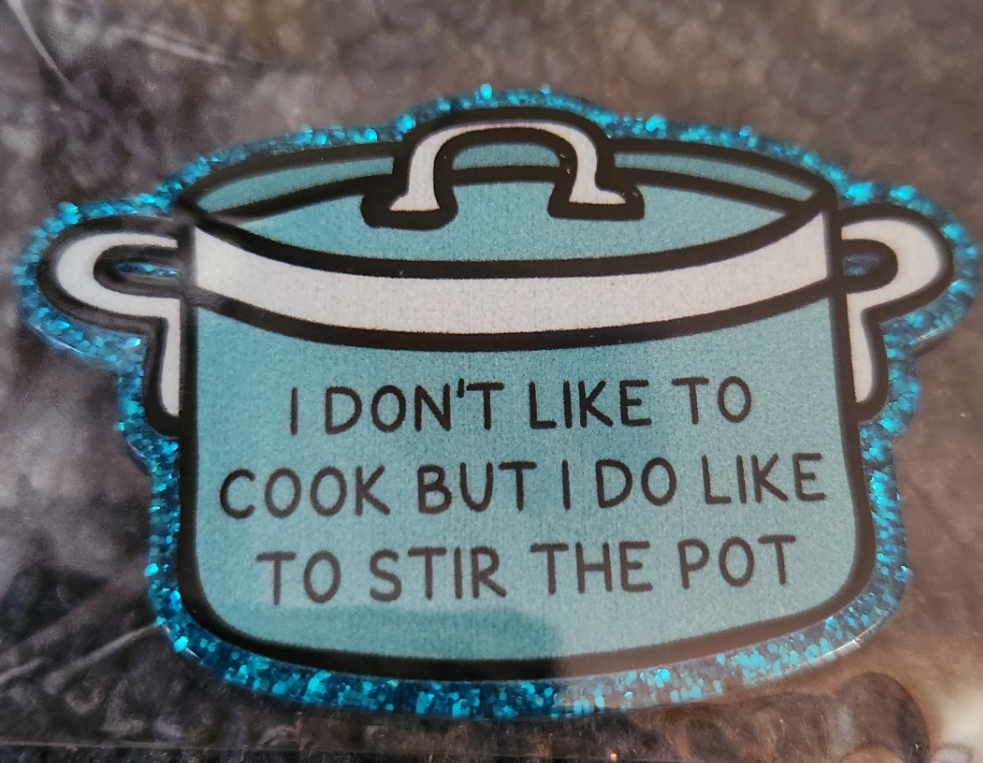 I DON'T LIKE TO
COOK BUT I DO LIKE
TO STIR THE POT